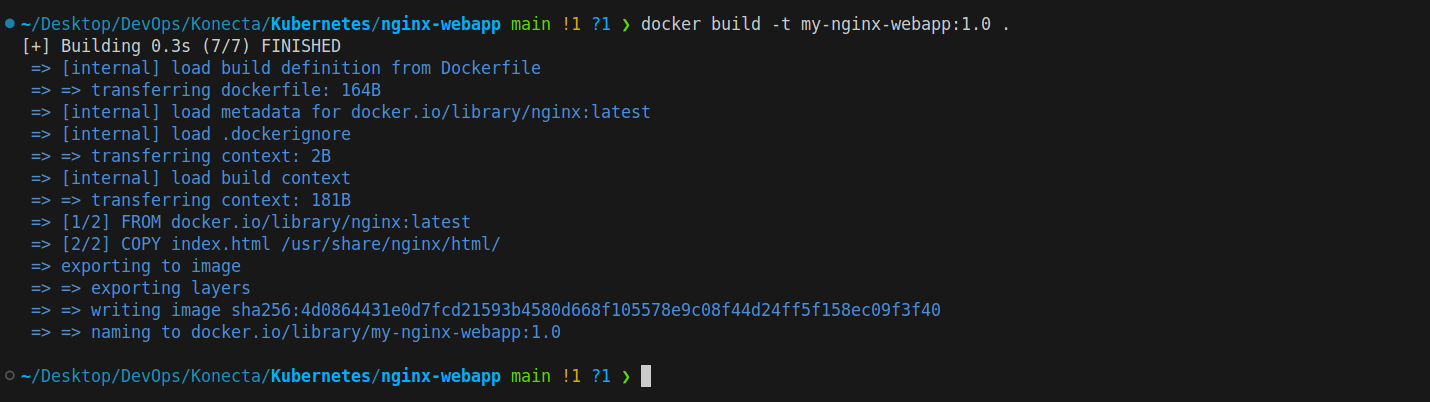 ~/Desktop/DevOps/Konecta/Kubernetes/nginx-webapp main !1 ?1 ❯ docker build -t my-nginx-webapp:1.0 .
[+] Building 0.3s (7/7) FINISHED
=> [internal] load build definition from Dockerfile
=> => transferring dockerfile: 164B
=> [internal] load metadata for docker.io/library/nginx:latest
=> [internal] load .dockerignore
=> => transferring context: 2B
=> [internal] load build context
=> => transferring context: 181B
=> [1/2] FROM docker.io/library/nginx:latest
=> [2/2] COPY index.html /usr/share/nginx/html/
=> exporting to image
=> => exporting layers
=> => writing image sha256:4d0864431e0d7fcd21593b4580d668f105578e9c08f44d24ff5f158ec09f3f40
=> => naming to docker.io/library/my-nginx-webapp:1.0
~/Desktop/DevOps/Konecta/Kubernetes/nginx-webapp main !1 ?1 ❯